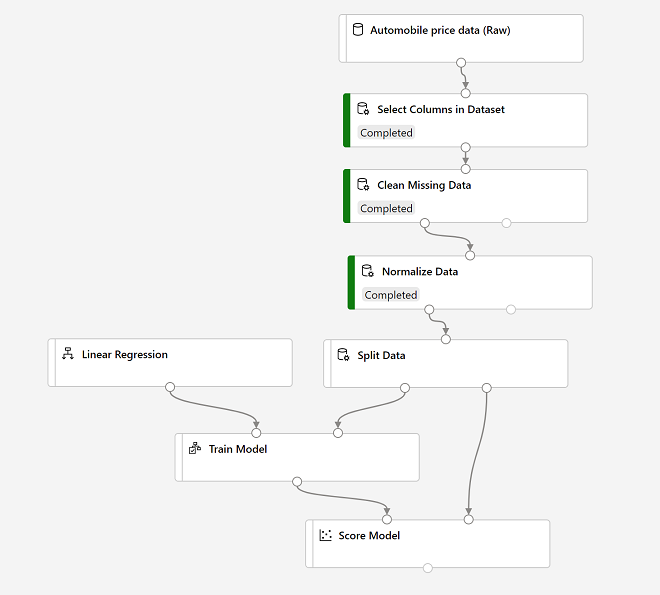 Automobile price data (Raw)
Select Columns in Dataset
Completed
Clean Missing Data
Completed
Normalize Data
Completed
Linear Regression
Split Data
Train Model
Score Model